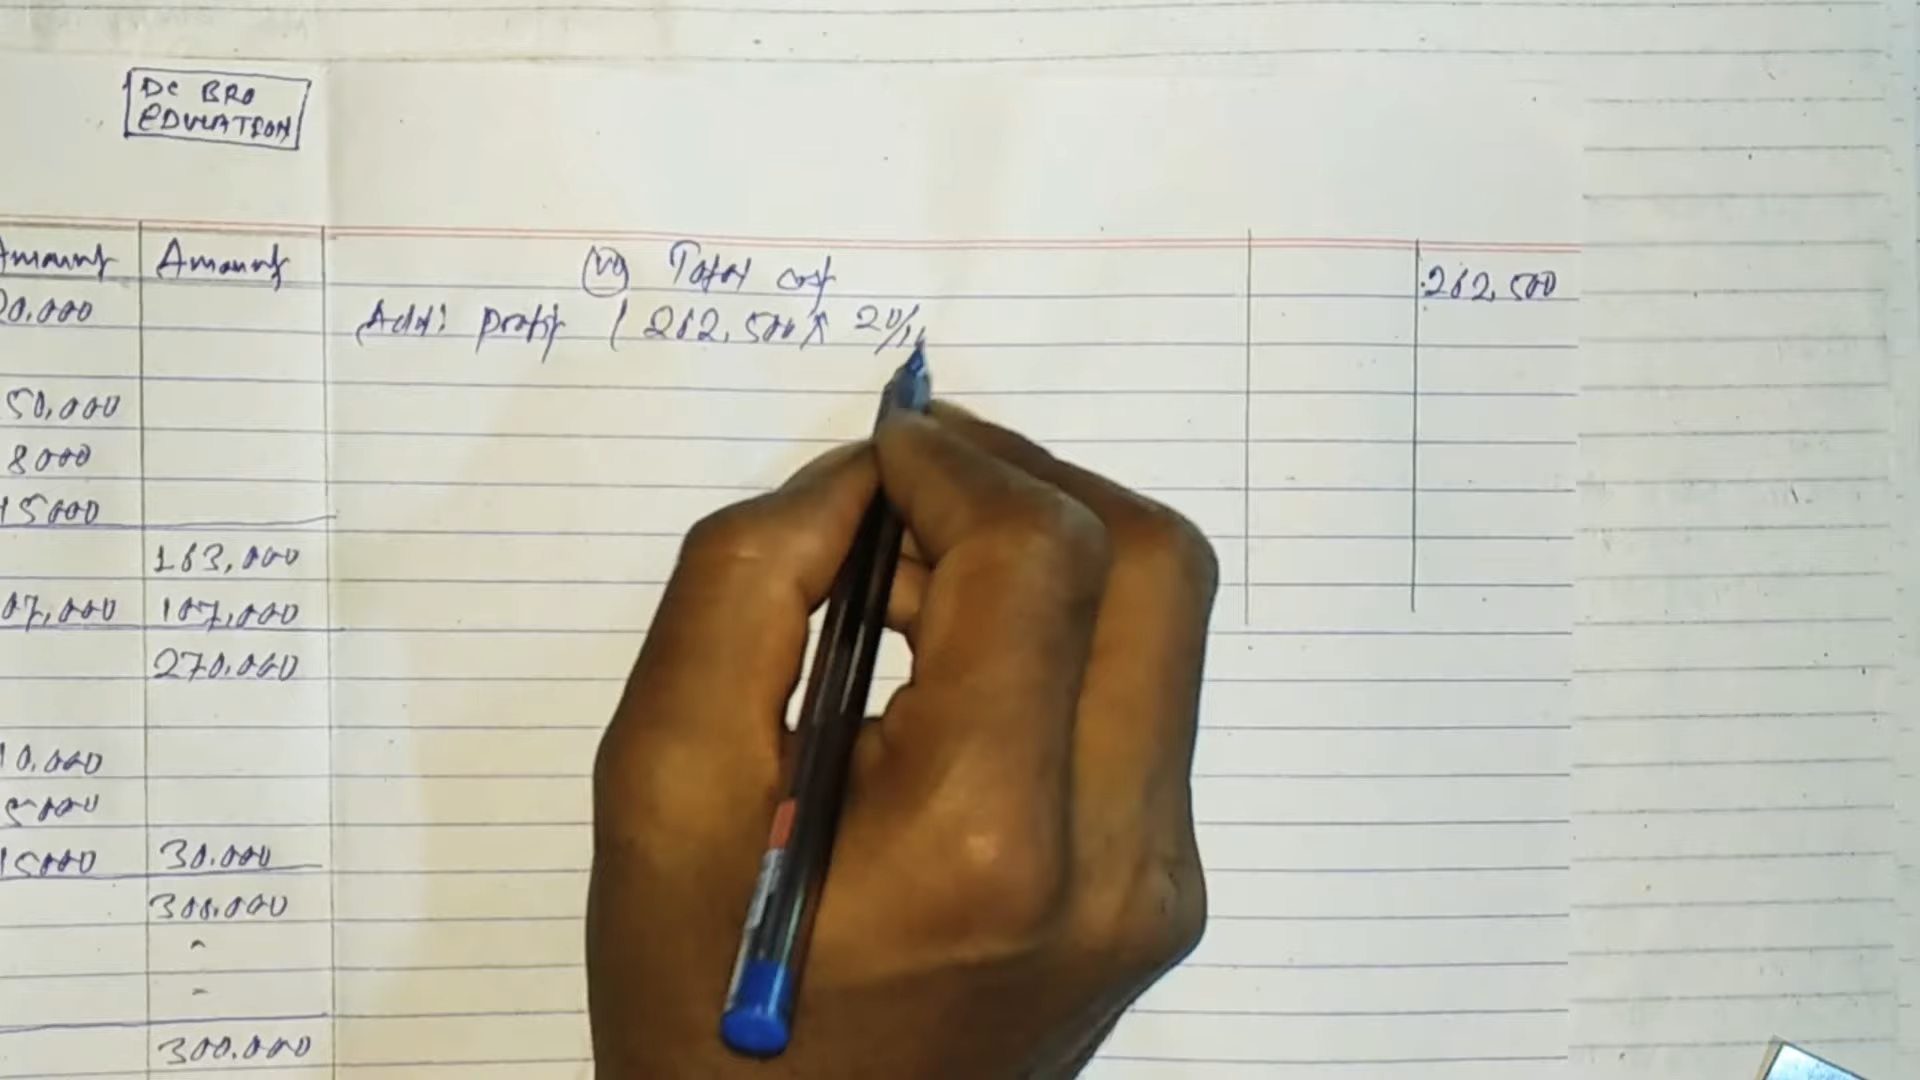 DC BRO
EDUCATION
Amount Amount
20,000
50,000
8000
15000
163,000
07,000 107,000
270,000
10,000
5000
15000 30,000
300,000
300,000
Total cost 262,500
Add: profit ( 262,500 X 20/